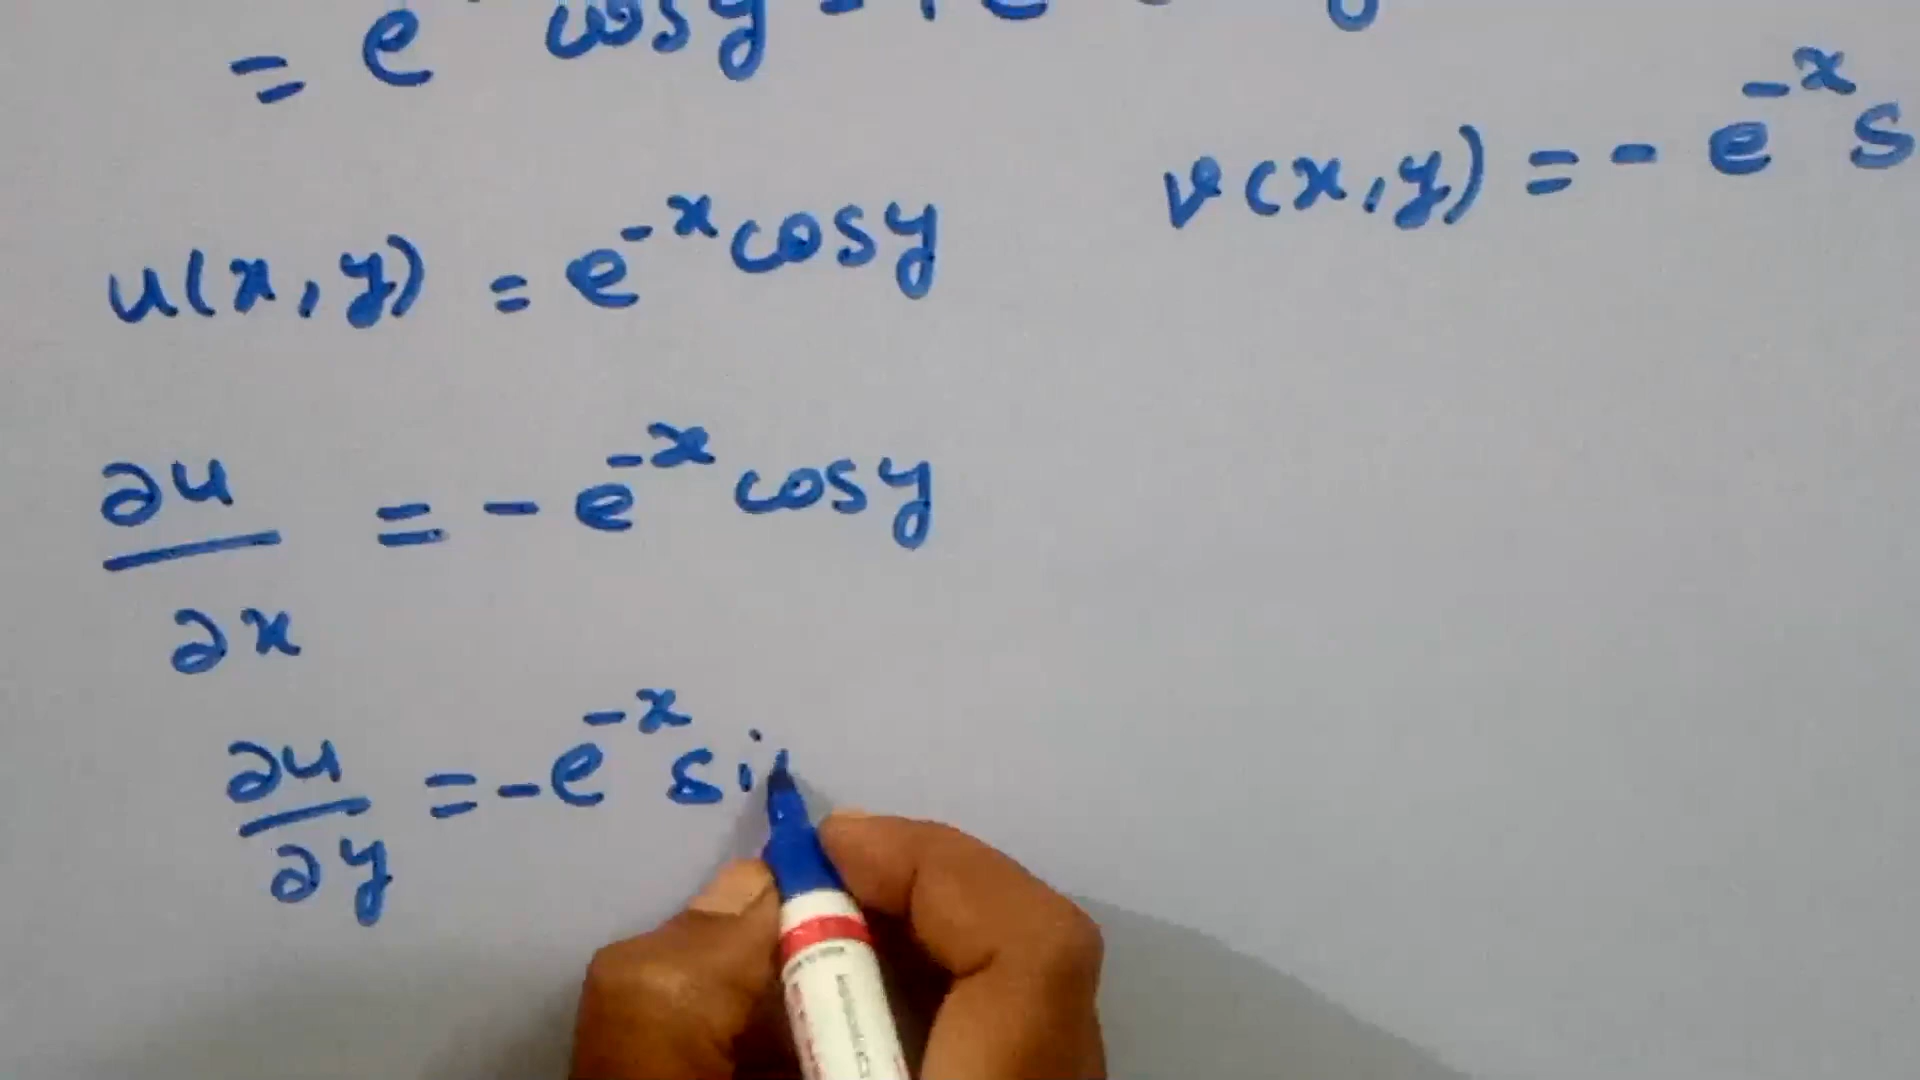 = e cosy
v(x,y) = - e^-x s
u(x,y) = e^-x cosy
∂u/∂x = - e^-x cosy
∂u/∂y = - e^-x si